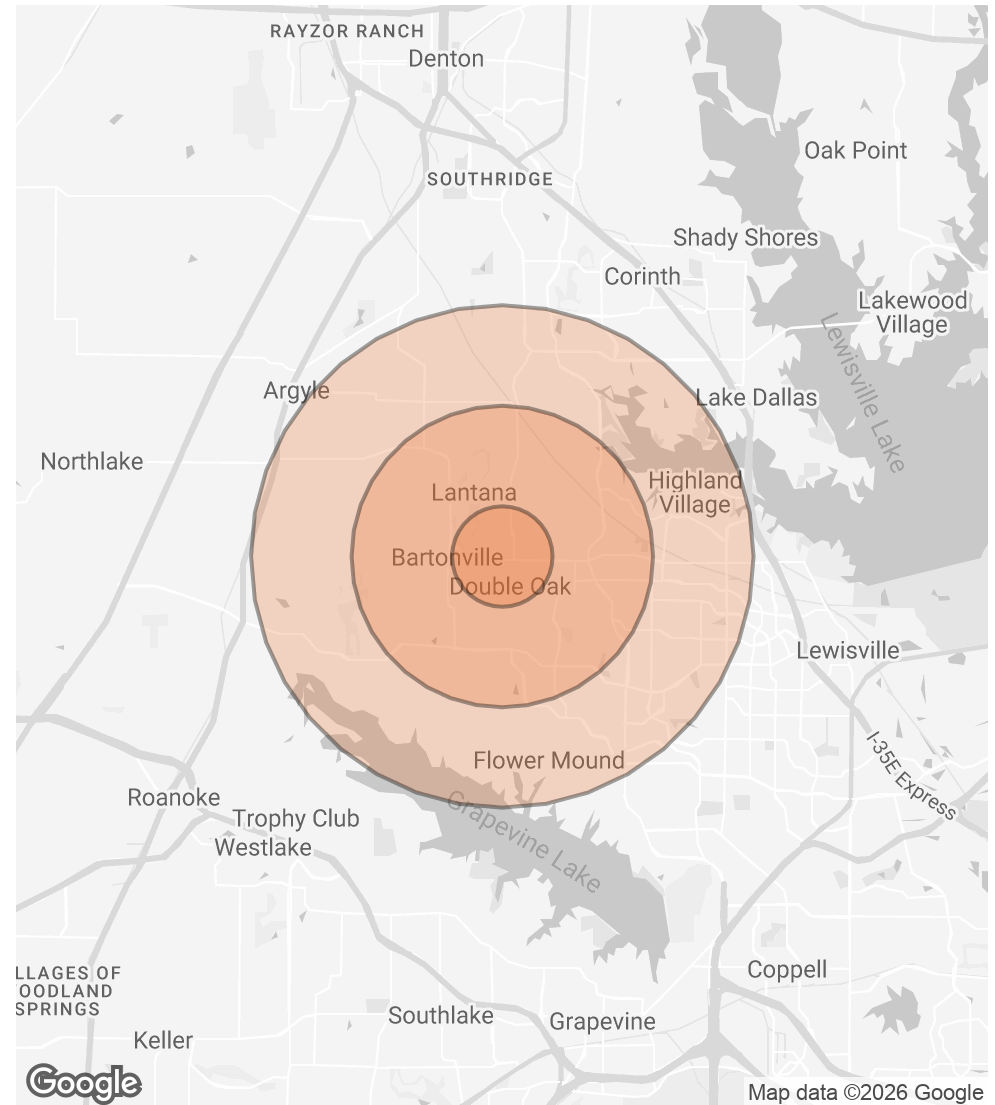 RAYZOR RANCH
Denton
Oak Point
SOUTHRIDGE
Shady Shores
Corinth
Lakewood
Village
Lewisville Lake
Argyle
Lake Dallas
Northlake
Highland
Village
Lantana
Bartonville
Double Oak
Lewisville
I-35E Express
Flower Mound
Roanoke
Trophy Club
Grapevine Lake
Westlake
LLAGES OF
OODLAND
SPRINGS
Coppell
Southlake
Grapevine
Keller
Google
Map data ©2026 Google